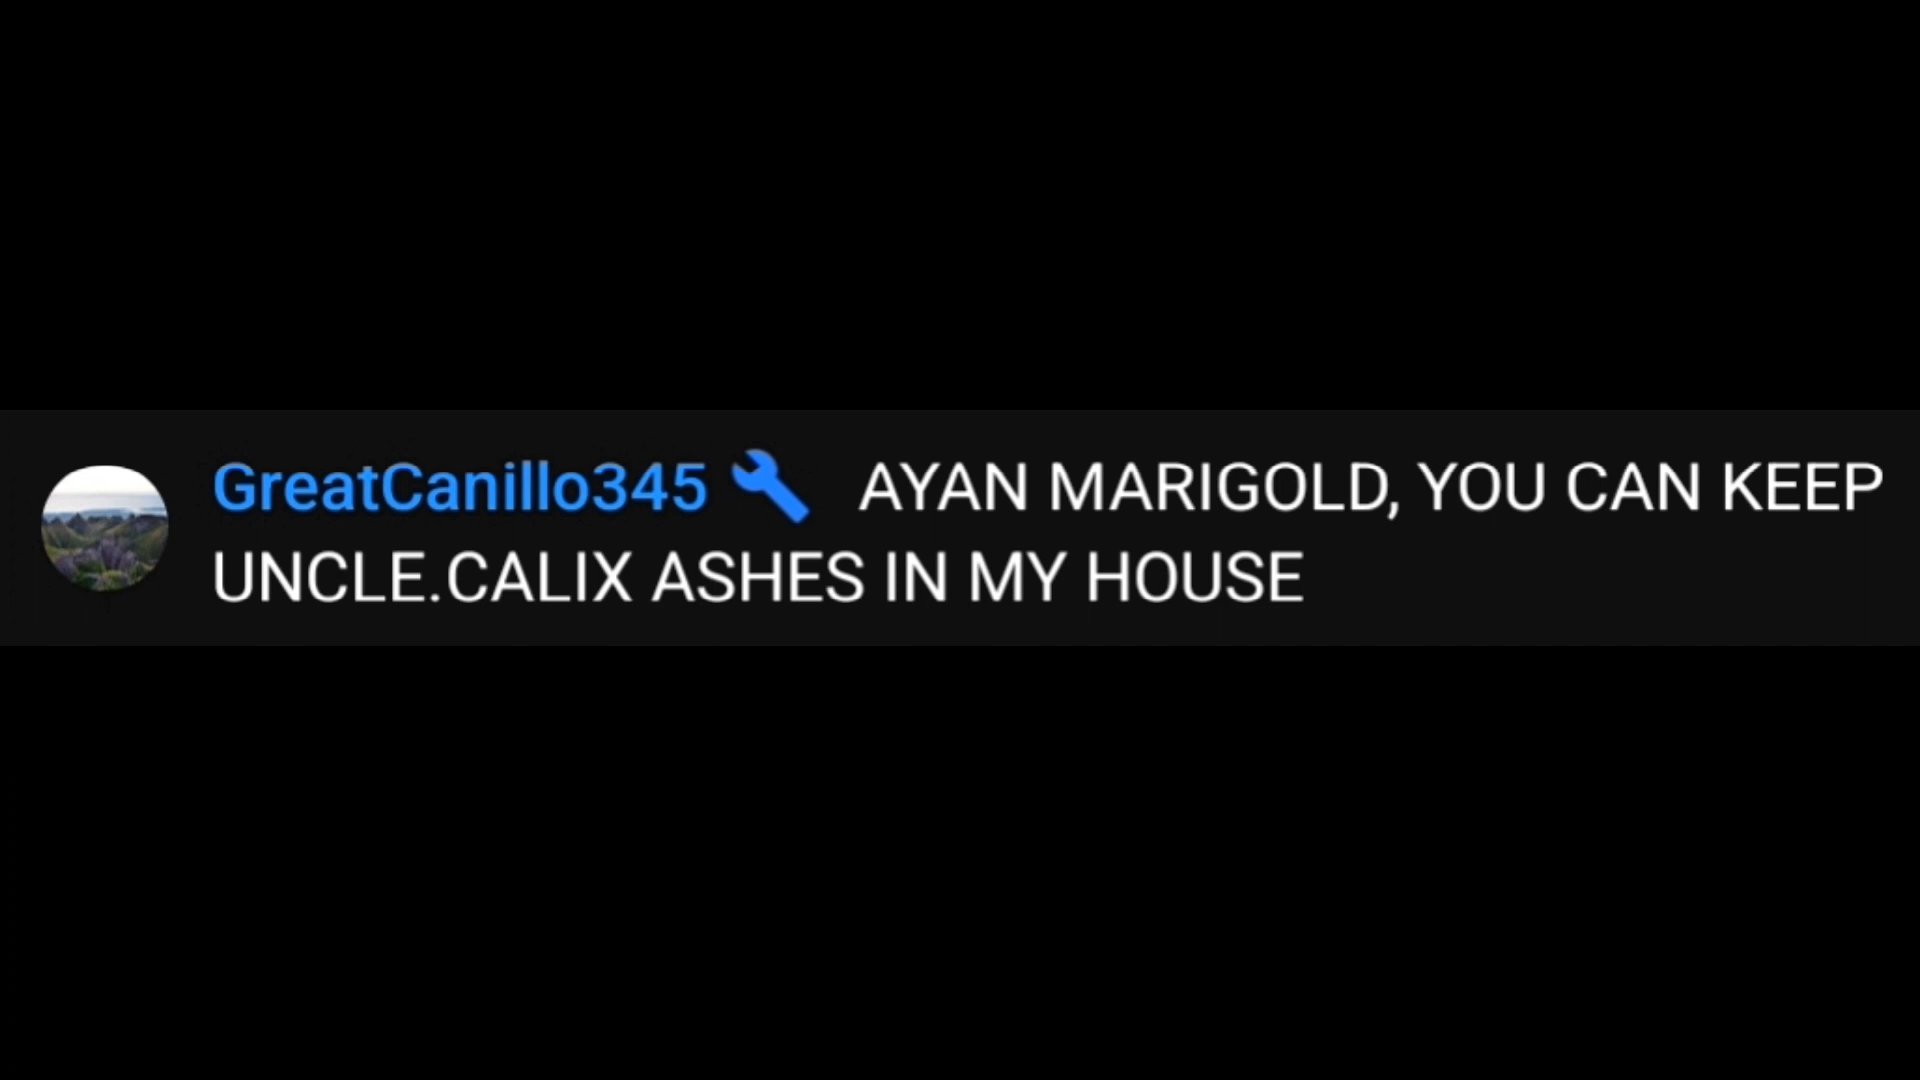 GreatCanillo345 🔧 AYAN MARIGOLD, YOU CAN KEEP
UNCLE.CALIX ASHES IN MY HOUSE